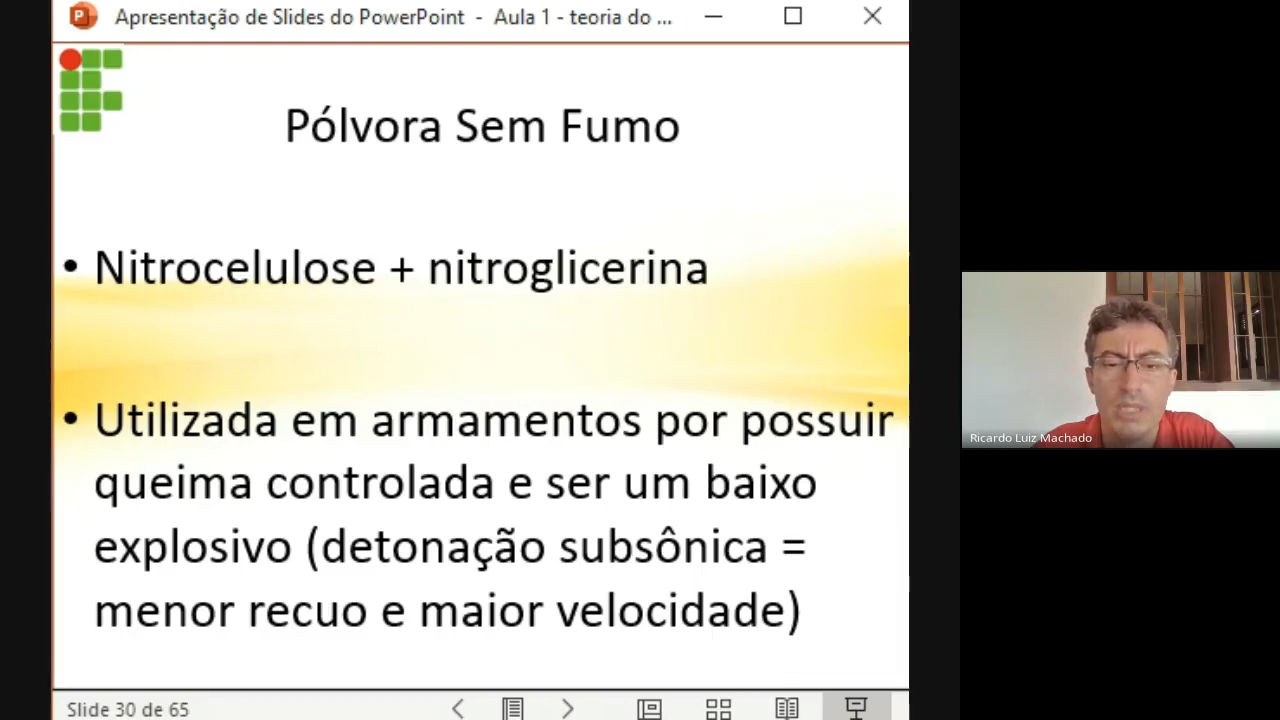 Apresentação de Slides do PowerPoint - Aula 1 - teoria do ...
Pólvora Sem Fumo
• Nitrocelulose + nitroglicerina
• Utilizada em armamentos por possuir
queima controlada e ser um baixo
explosivo (detonação subsônica =
menor recuo e maior velocidade)
Ricardo Luiz Machado
Slide 30 de 65